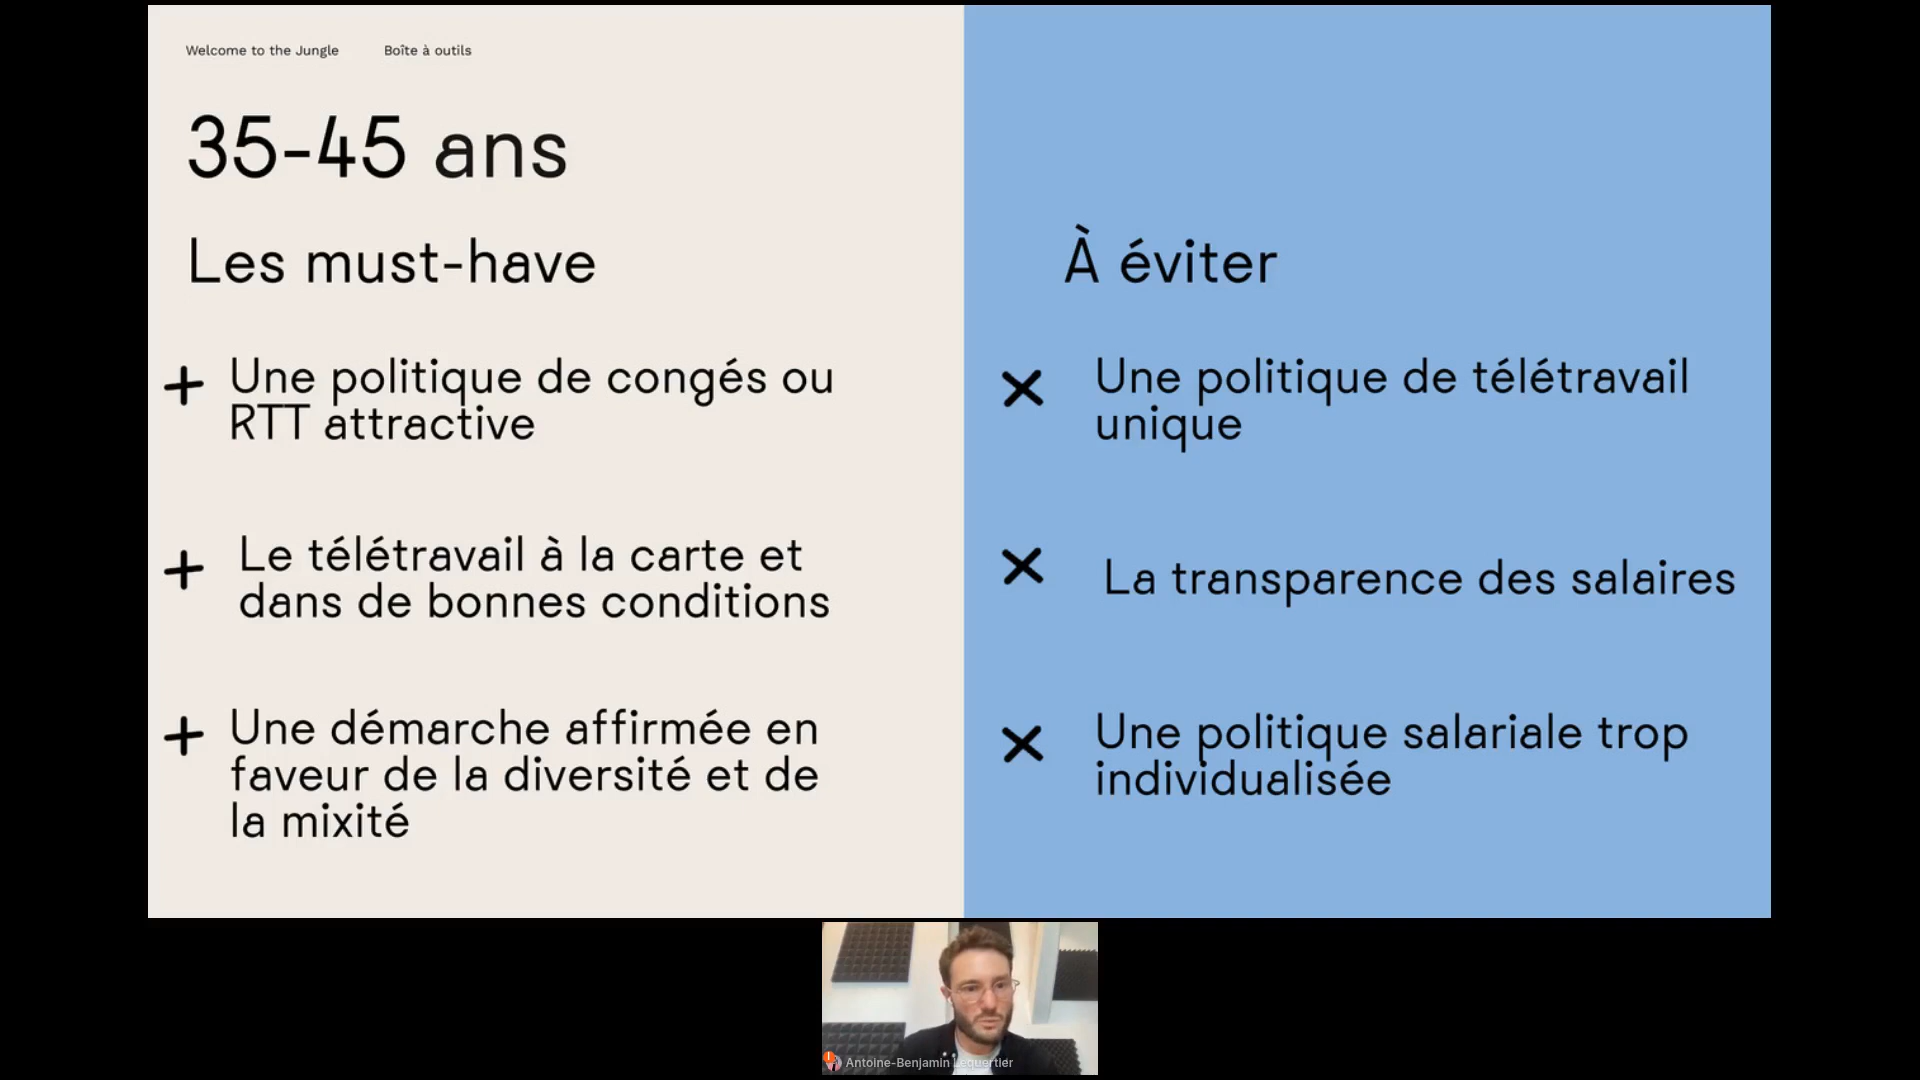 Welcome to the Jungle Boîte à outils
35-45 ans
Les must-have
+ Une politique de congés ou
RTT attractive
+ Le télétravail à la carte et
dans de bonnes conditions
+ Une démarche affirmée en
faveur de la diversité et de
la mixité
À éviter
× Une politique de télétravail
unique
× La transparence des salaires
× Une politique salariale trop
individualisée
Antoine-Benjamin Lequertier